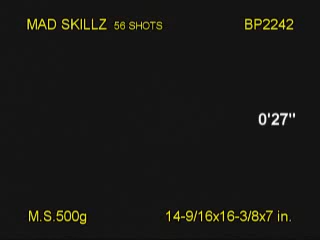 MAD SKILLZ 56 SHOTS BP2242
0'27"
M.S.500g 14-9/16x16-3/8x7 in.